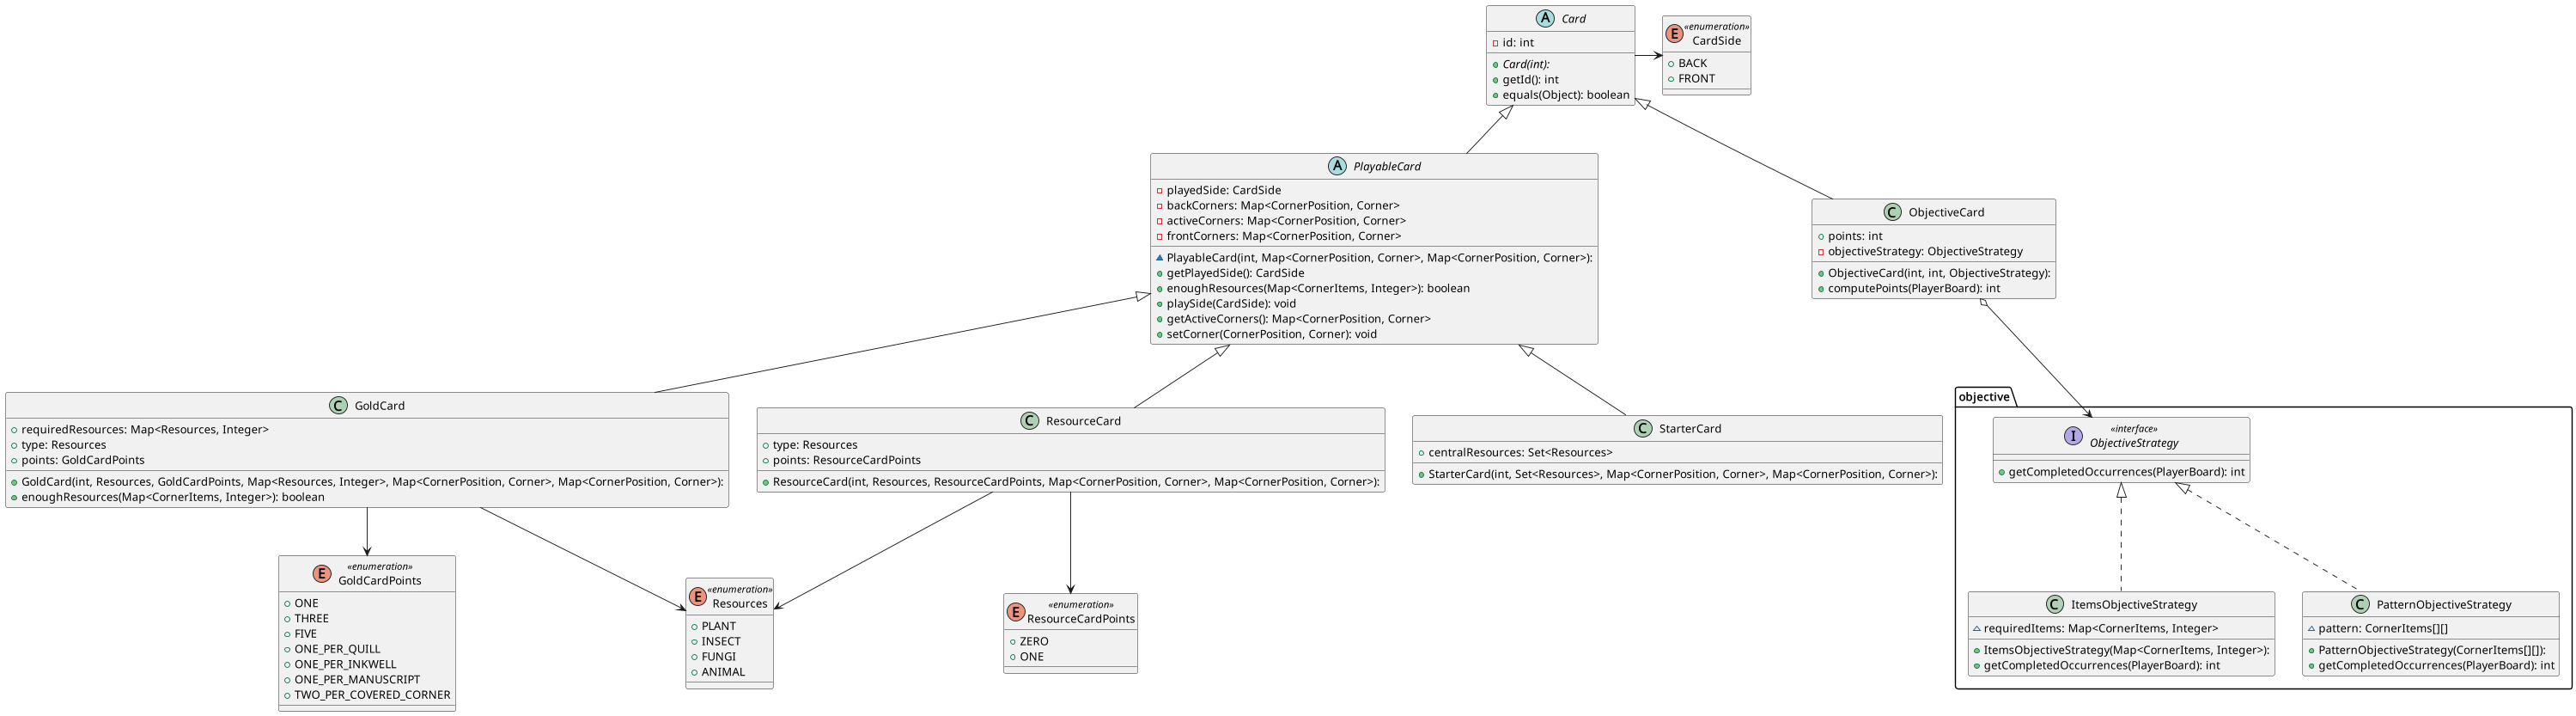 A Card
id: int
Card(int):
getId(): int
equals(Object): boolean
E «enumeration»
CardSide
BACK
FRONT
A PlayableCard
playedSide: CardSide
backCorners: Map<CornerPosition, Corner>
activeCorners: Map<CornerPosition, Corner>
frontCorners: Map<CornerPosition, Corner>
PlayableCard(int, Map<CornerPosition, Corner>, Map<CornerPosition, Corner>):
getPlayedSide(): CardSide
enoughResources(Map<CornerItems, Integer>): boolean
playSide(CardSide): void
getActiveCorners(): Map<CornerPosition, Corner>
setCorner(CornerPosition, Corner): void
C ObjectiveCard
points: int
objectiveStrategy: ObjectiveStrategy
ObjectiveCard(int, int, ObjectiveStrategy):
computePoints(PlayerBoard): int
C GoldCard
requiredResources: Map<Resources, Integer>
type: Resources
points: GoldCardPoints
GoldCard(int, Resources, GoldCardPoints, Map<Resources, Integer>, Map<CornerPosition, Corner>, Map<CornerPosition, Corner>):
enoughResources(Map<CornerItems, Integer>): boolean
C ResourceCard
type: Resources
points: ResourceCardPoints
ResourceCard(int, Resources, ResourceCardPoints, Map<CornerPosition, Corner>, Map<CornerPosition, Corner>):
C StarterCard
centralResources: Set<Resources>
StarterCard(int, Set<Resources>, Map<CornerPosition, Corner>, Map<CornerPosition, Corner>):
objective
I «interface»
ObjectiveStrategy
getCompletedOccurrences(PlayerBoard): int
E «enumeration»
GoldCardPoints
ONE
THREE
FIVE
ONE_PER_QUILL
ONE_PER_INKWELL
ONE_PER_MANUSCRIPT
TWO_PER_COVERED_CORNER
E «enumeration»
Resources
PLANT
INSECT
FUNGI
ANIMAL
E «enumeration»
ResourceCardPoints
ZERO
ONE
C ItemsObjectiveStrategy
requiredItems: Map<CornerItems, Integer>
ItemsObjectiveStrategy(Map<CornerItems, Integer>):
getCompletedOccurrences(PlayerBoard): int
C PatternObjectiveStrategy
pattern: CornerItems[][]
PatternObjectiveStrategy(CornerItems[][]):
getCompletedOccurrences(PlayerBoard): int